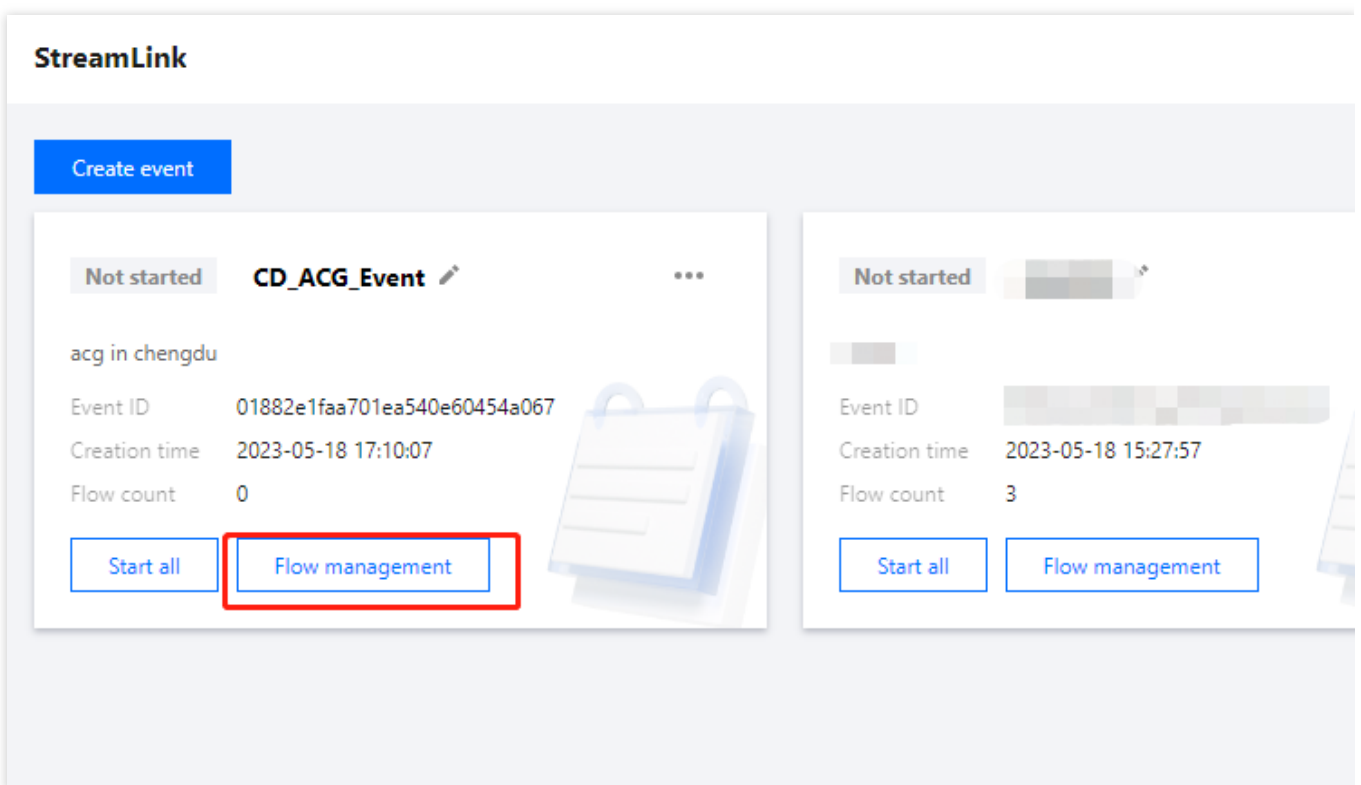 StreamLink
Create event
Not started CD_ACG_Event
acg in chengdu
Event ID 01882e1faa701ea540e60454a067
Creation time 2023-05-18 17:10:07
Flow count 0
Start all Flow management
Not started
Event ID
Creation time 2023-05-18 15:27:57
Flow count 3
Start all Flow management